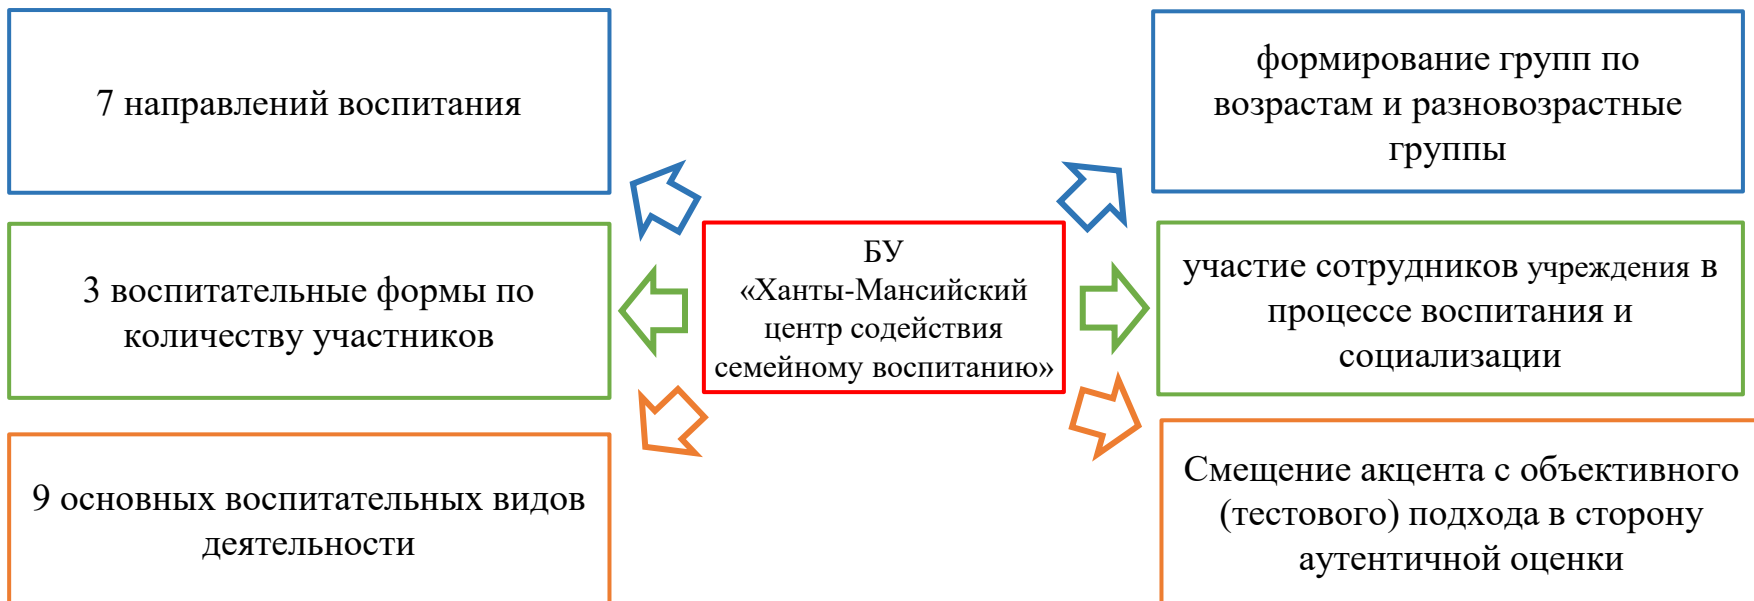 7 направлений воспитания
формирование групп по
возрастам и разновозрастные
группы
3 воспитательные формы по
количеству участников
БУ
«Ханты-Мансийский
центр содействия
семейному воспитанию»
участие сотрудников учреждения в
процессе воспитания и
социализации
9 основных воспитательных видов
деятельности
Смещение акцента с объективного
(тестового) подхода в сторону
аутентичной оценки